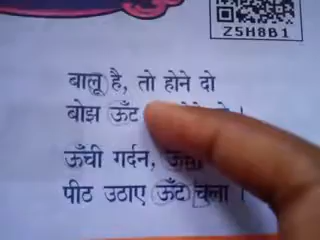 Z5H8B1
बालू है, तो होने दो
बोझ ऊँट
ऊँची गर्दन,
पीठ उठाए ऊँट चला ।